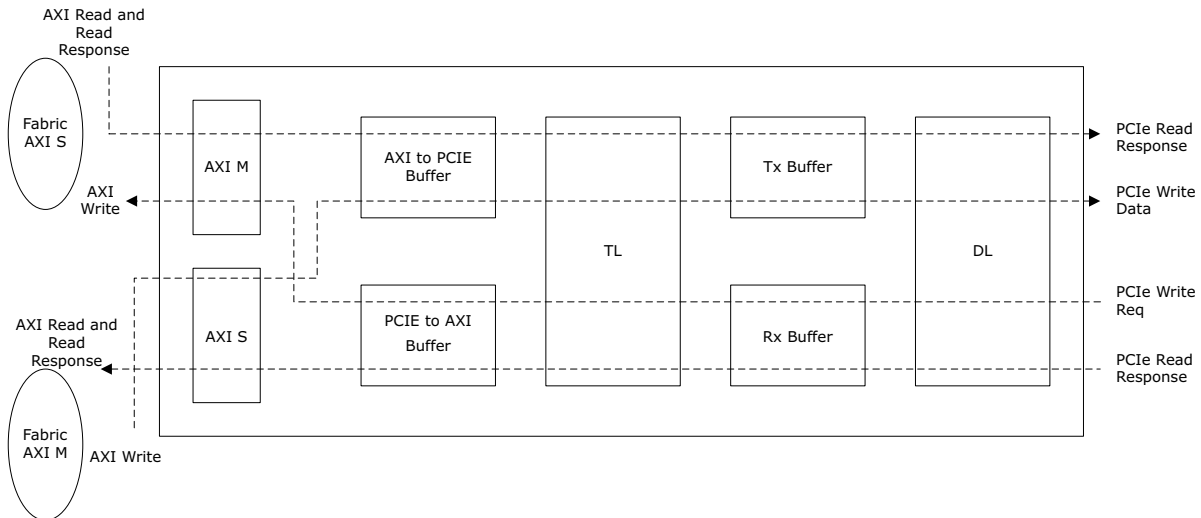 AXI Read and
Read
Response
Fabric
AXI S
AXI
Write
AXI M
AXI to PCIE
Buffer
TL
Tx Buffer
DL
PCIe Read
Response
PCIe Write
Data
AXI Read and
Read
Response
Fabric
AXI M
AXI Write
AXI S
PCIE to AXI
Buffer
Rx Buffer
PCIe Write
Req
PCIe Read
Response